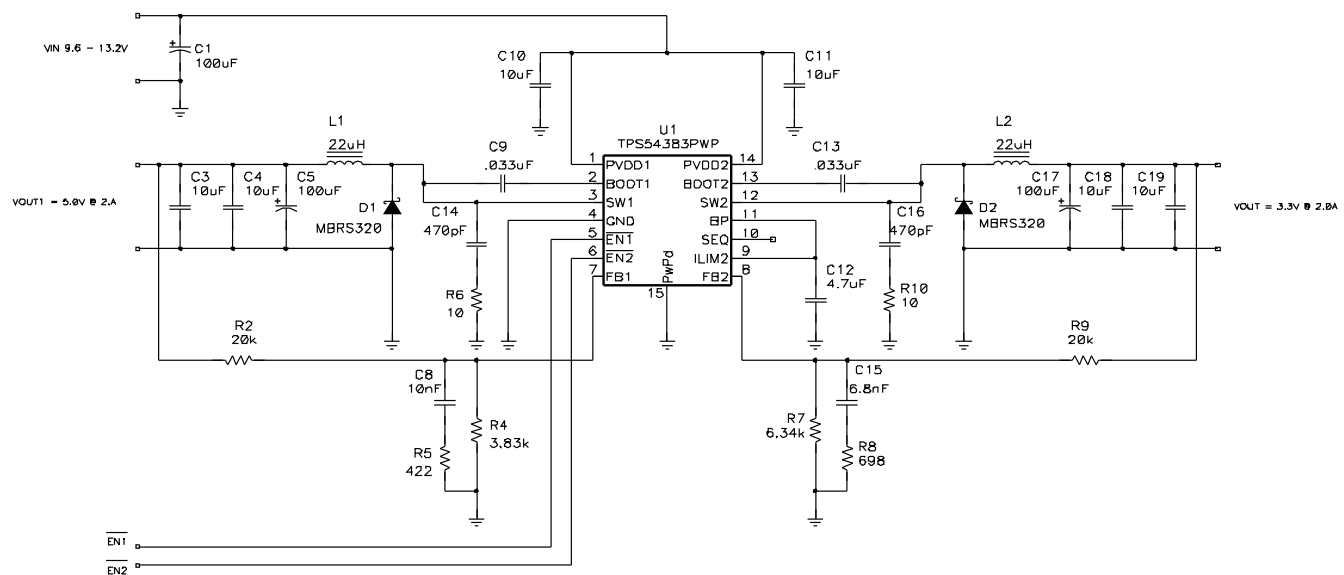 VIN 9.6 - 13.2V
C1
100uF
C10
10uF
C11
10uF
U1
TPS54383PWP
L1
22uH
L2
22uH
C9
.033uF
C13
.033uF
1
PVDD1
PVDD2
14
2
BOOT1
BOOT2
13
3
SW1
SW2
12
4
GND
BP
11
5
EN1
SEQ
10
6
EN2
ILIM2
9
7
FB1
FB2
8
PwPd
15
C3
10uF
C4
10uF
C5
100uF
C17
100uF
C18
10uF
C19
10uF
VOUT1 = 5.0V @ 2.A
VOUT = 3.3V @ 2.0A
D1
MBRS320
D2
MBRS320
C14
470pF
C16
470pF
C12
4.7uF
R6
10
R10
10
R2
20k
R9
20k
C8
10nF
C15
6.8nF
R4
3.83k
R5
422
R7
6.34k
R8
698
EN1
EN2